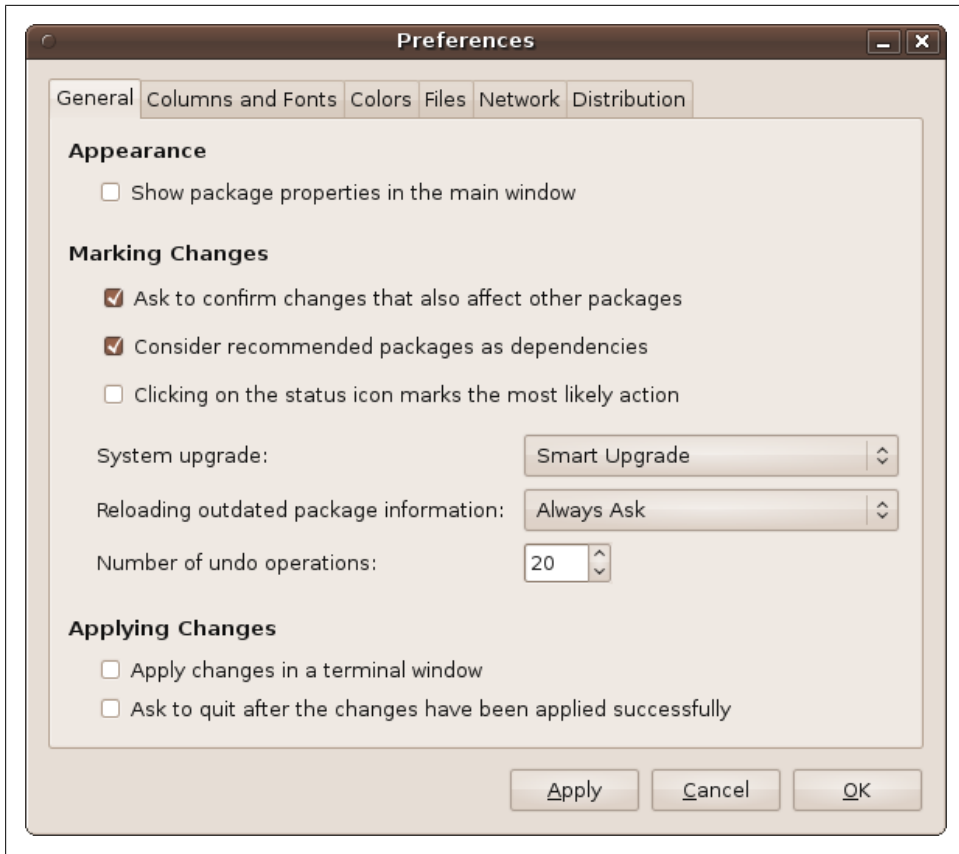 Preferences
General Columns and Fonts Colors Files Network Distribution
Appearance
Show package properties in the main window
Marking Changes
Ask to confirm changes that also affect other packages
Consider recommended packages as dependencies
Clicking on the status icon marks the most likely action
System upgrade: Smart Upgrade
Reloading outdated package information: Always Ask
Number of undo operations: 20
Applying Changes
Apply changes in a terminal window
Ask to quit after the changes have been applied successfully
Apply Cancel OK